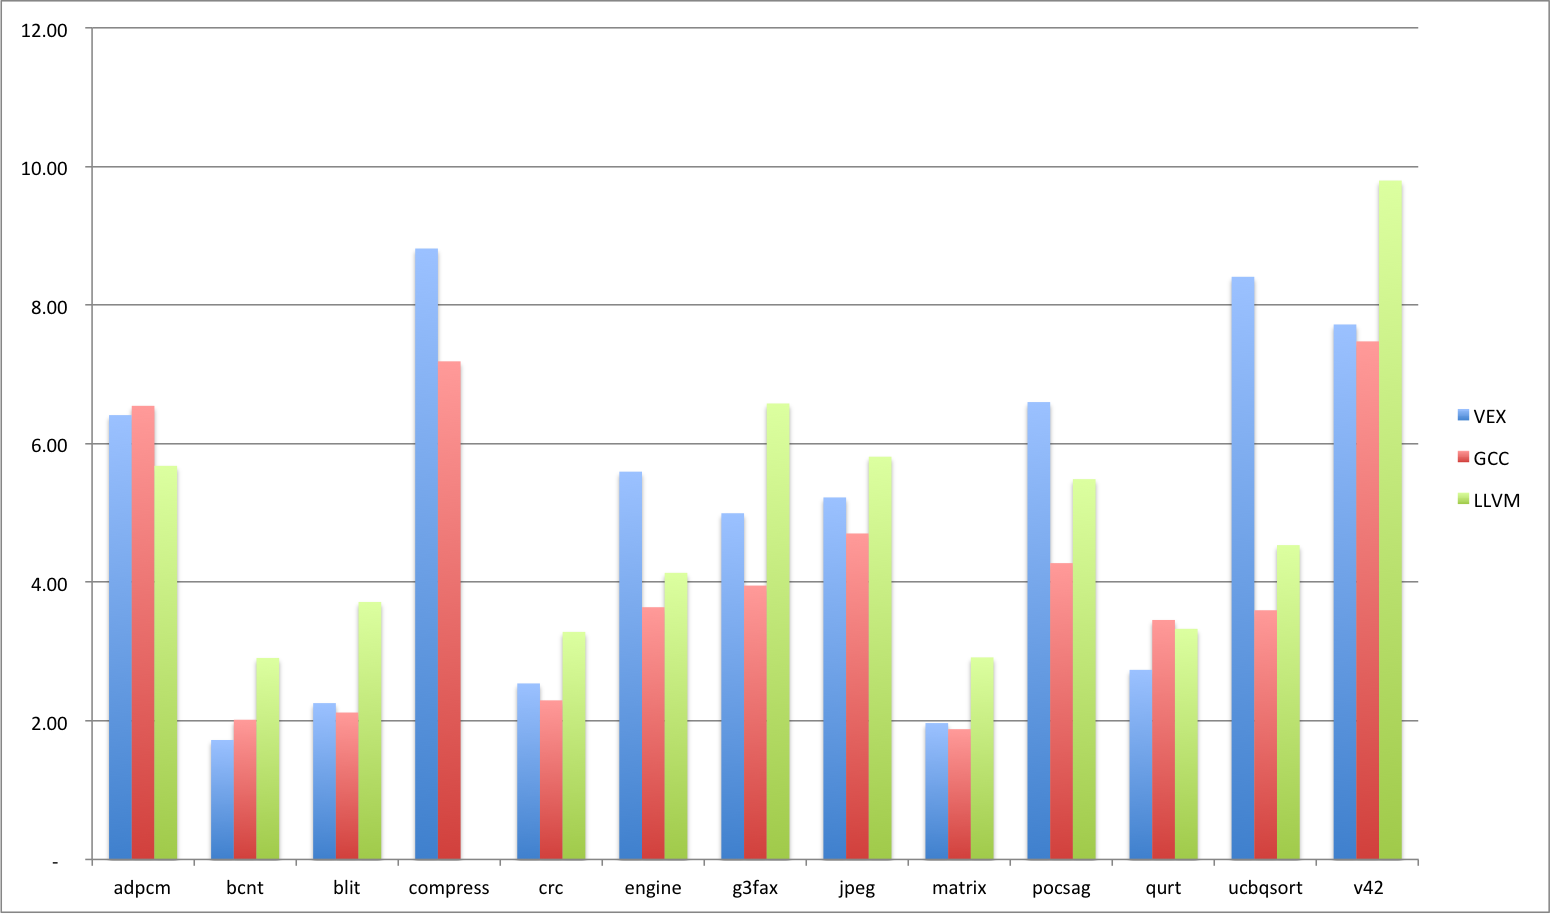 12.00
10.00
8.00
6.00
4.00
2.00
-
adpcm bcnt blit compress crc engine g3fax jpeg matrix pocsag qurt ucbqsort v42
VEX
GCC
LLVM